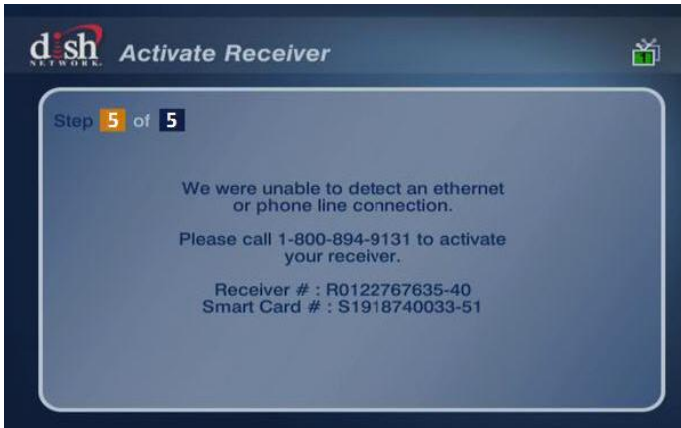 dish
NETWORK.
Activate Receiver
1
Step 5 of 5
We were unable to detect an ethernet
or phone line connection.
Please call 1-800-894-9131 to activate
your receiver.
Receiver # : R0122767635-40
Smart Card # : S1918740033-51